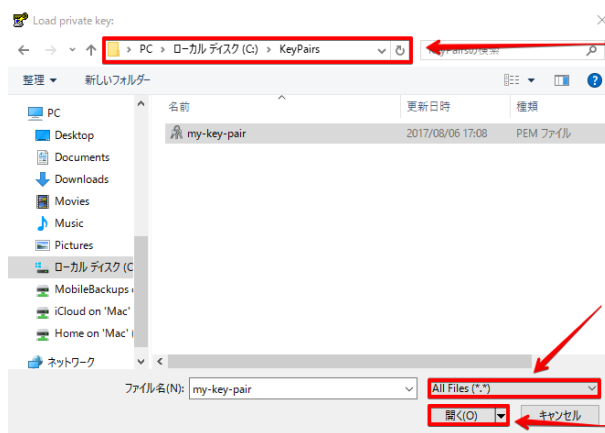 Load private key:
PC > ローカル ディスク (C:) > KeyPairs
KeyPairsの検索
整理 新しいフォルダー
名前 更新日時 種類
my-key-pair 2017/08/06 17:08 PEM ファイル
PC
Desktop
Documents
Downloads
Movies
Music
Pictures
ローカル ディスク (C
MobileBackups
iCloud on 'Mac'
Home on 'Mac' (
ネットワーク
ファイル名(N): my-key-pair All Files (*.*)
開く(O) キャンセル